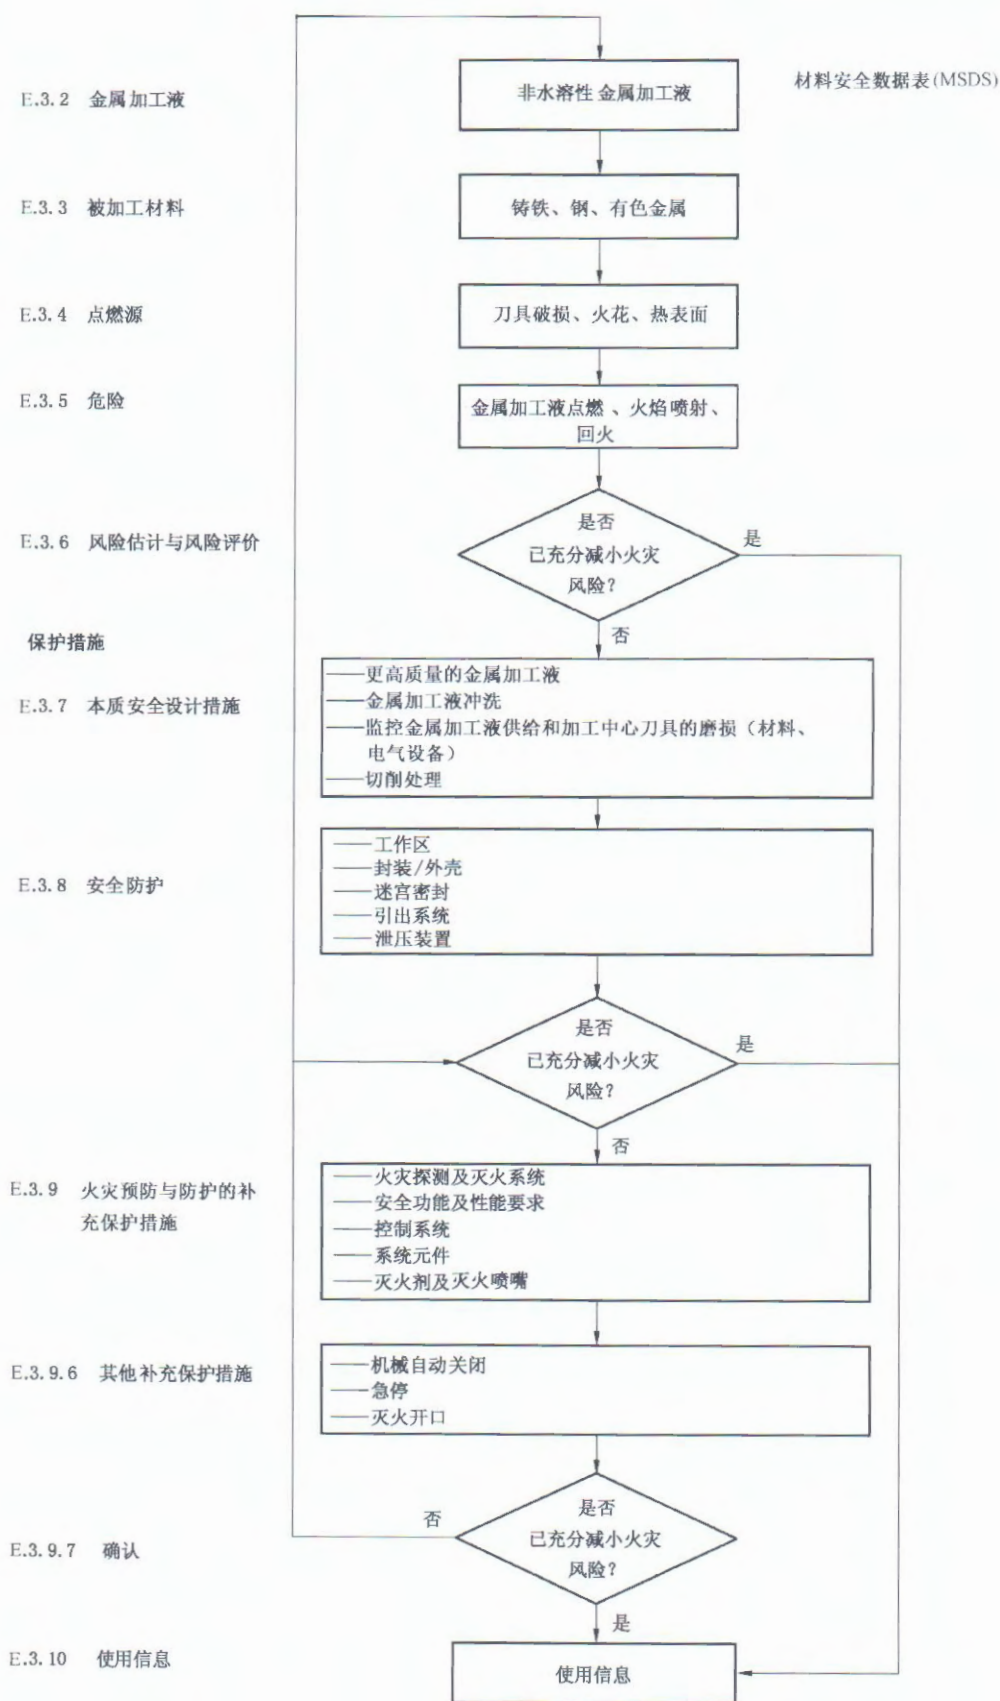 材料安全数据表(MSDS)
E.3.2 金属加工液
非水溶性 金属加工液
E.3.3 被加工材料
铸铁、钢、有色金属
E.3.4 点燃源
刀具破损、火花、热表面
E.3.5 危险
金属加工液点燃、火焰喷射、
回火
E.3.6 风险估计与风险评价
是否
已充分减小火灾
风险?
是
否
保护措施
E.3.7 本质安全设计措施
——更高质量的金属加工液
——金属加工液冲洗
——监控金属加工液供给和加工中心刀具的磨损(材料、
电气设备)
——切削处理
E.3.8 安全防护
——工作区
——封装/外壳
——迷宫密封
——引出系统
——泄压装置
是否
已充分减小火灾
风险?
是
否
E.3.9 火灾预防与防护的补
充保护措施
——火灾探测及灭火系统
——安全功能及性能要求
——控制系统
——系统元件
——灭火剂及灭火喷嘴
E.3.9.6 其他补充保护措施
——机械自动关闭
——急停
——灭火开口
否
是否
已充分减小火灾
风险?
E.3.9.7 确认
是
E.3.10 使用信息
使用信息